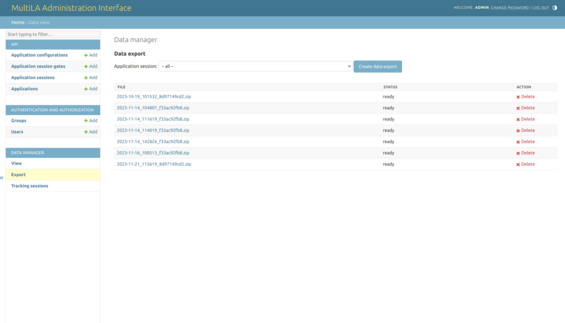 MultiLA Administration Interface
WELCOME, ADMIN. CHANGE PASSWORD / LOG OUT
Home › Data view
Start typing to filter...
API
Application configurations + Add
Application session gates + Add
Application sessions + Add
Applications + Add
AUTHENTICATION AND AUTHORIZATION
Groups + Add
Users + Add
DATA MANAGER
View
Export
Tracking sessions
«
Data manager
Data export
Application session: -- all -- Create data export
FILE STATUS ACTION
2023-10-19_101532_8d97149cd2.zip ready Delete
2023-11-14_104801_f33ac92fb8.zip ready Delete
2023-11-14_111619_f33ac92fb8.zip ready Delete
2023-11-14_114019_f33ac92fb8.zip ready Delete
2023-11-14_142826_f33ac92fb8.zip ready Delete
2023-11-16_100513_f33ac92fb8.zip ready Delete
2023-11-21_113619_8d97149cd2.zip ready Delete